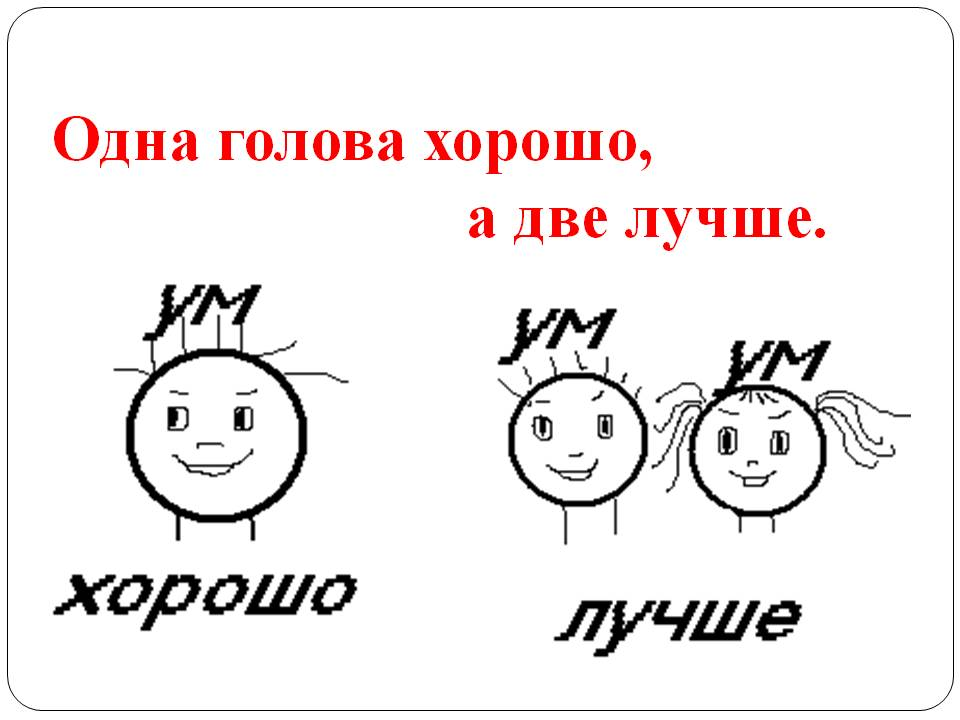 Одна голова хорошо,
а две лучше.
ум
ум
ум
хорошо
лучше